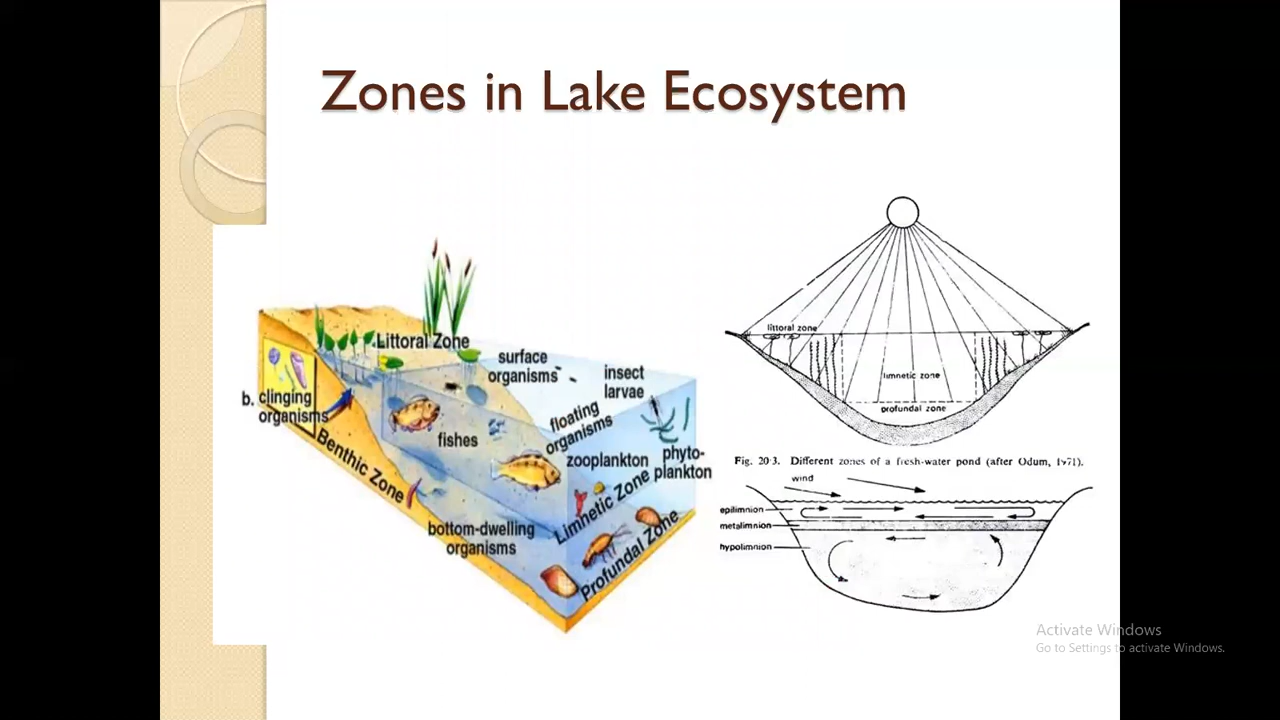 Zones in Lake Ecosystem
Littoral Zone
surface
organisms
insect
larvae
b. clinging
organisms
floating
organisms
fishes
zooplankton
phyto-
plankton
Benthic Zone
Limnetic Zone
bottom-dwelling
organisms
Profundal Zone
littoral zone
limnetic zone
profundal zone
Fig. 20·3. Different zones of a fresh-water pond (after Odum, 1971).
wind
epilimnion
metalimnion
hypolimnion
Activate Windows
Go to Settings to activate Windows.